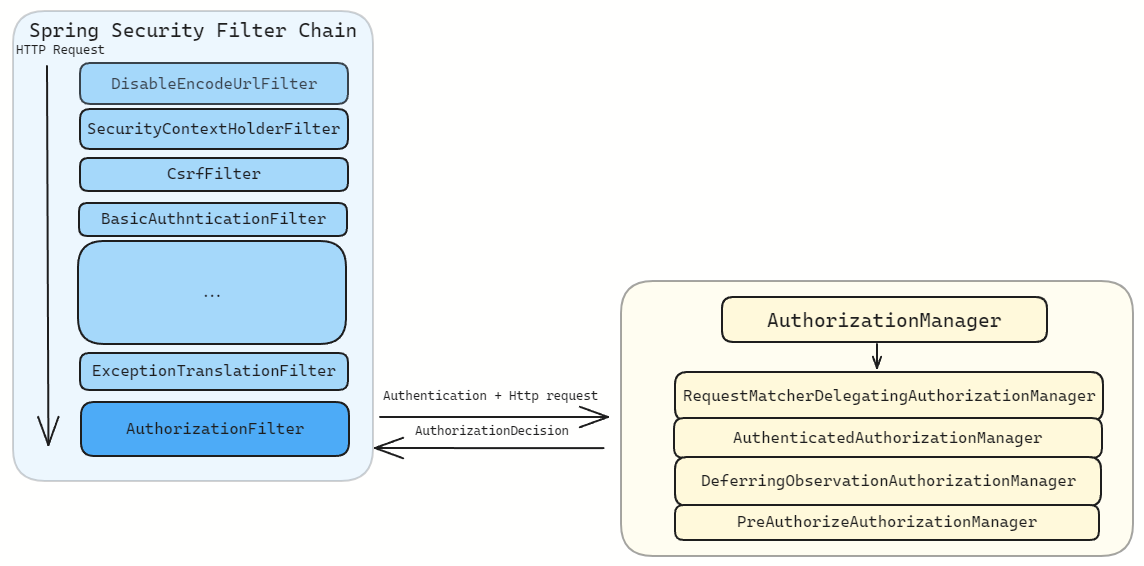 Spring Security Filter Chain
HTTP Request
DisableEncodeUrlFilter
SecurityContextHolderFilter
CsrfFilter
BasicAuthnticationFilter
...
ExceptionTranslationFilter
AuthorizationFilter
Authentication + Http request
AuthorizationDecision
AuthorizationManager
RequestMatcherDelegatingAuthorizationManager
AuthenticatedAuthorizationManager
DeferringObservationAuthorizationManager
PreAuthorizeAuthorizationManager